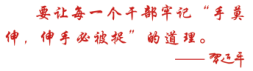 要让每一个干部牢记“手莫
伸，伸手必被捉”的道理。
——习近平